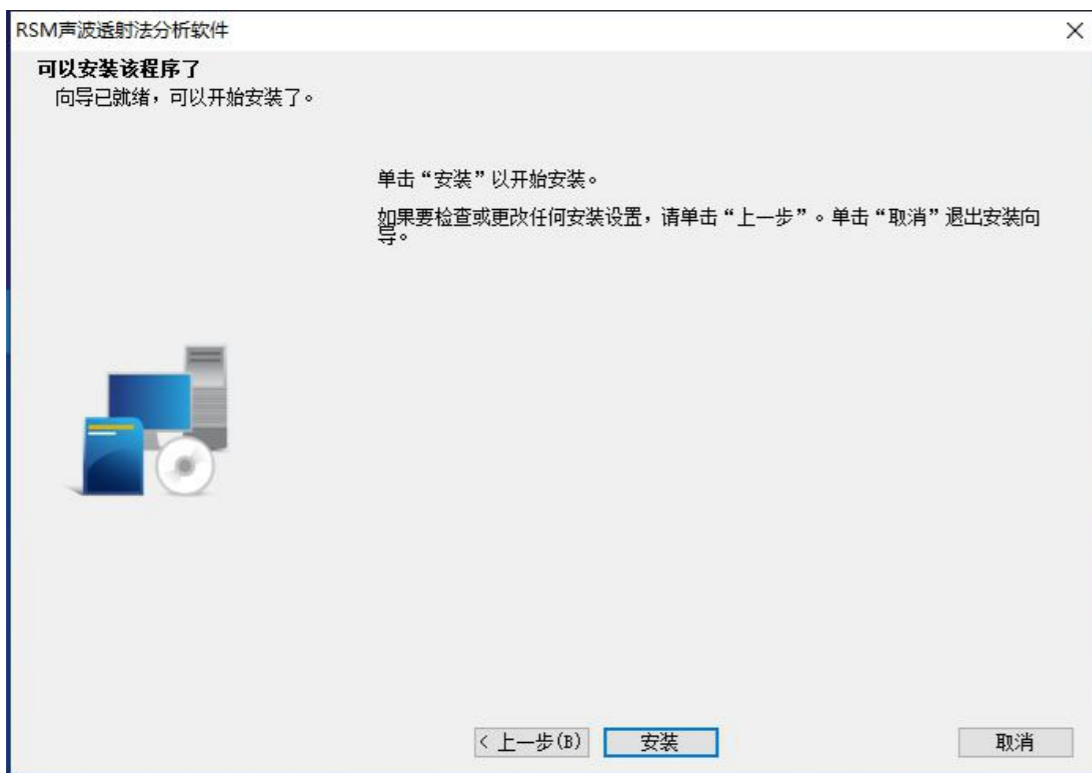 RSM声波透射法分析软件
可以安装该程序了
向导已就绪，可以开始安装了。
单击“安装”以开始安装。
如果要检查或更改任何安装设置，请单击“上一步”。单击“取消”退出安装向
导。
< 上一步(B)
安装
取消